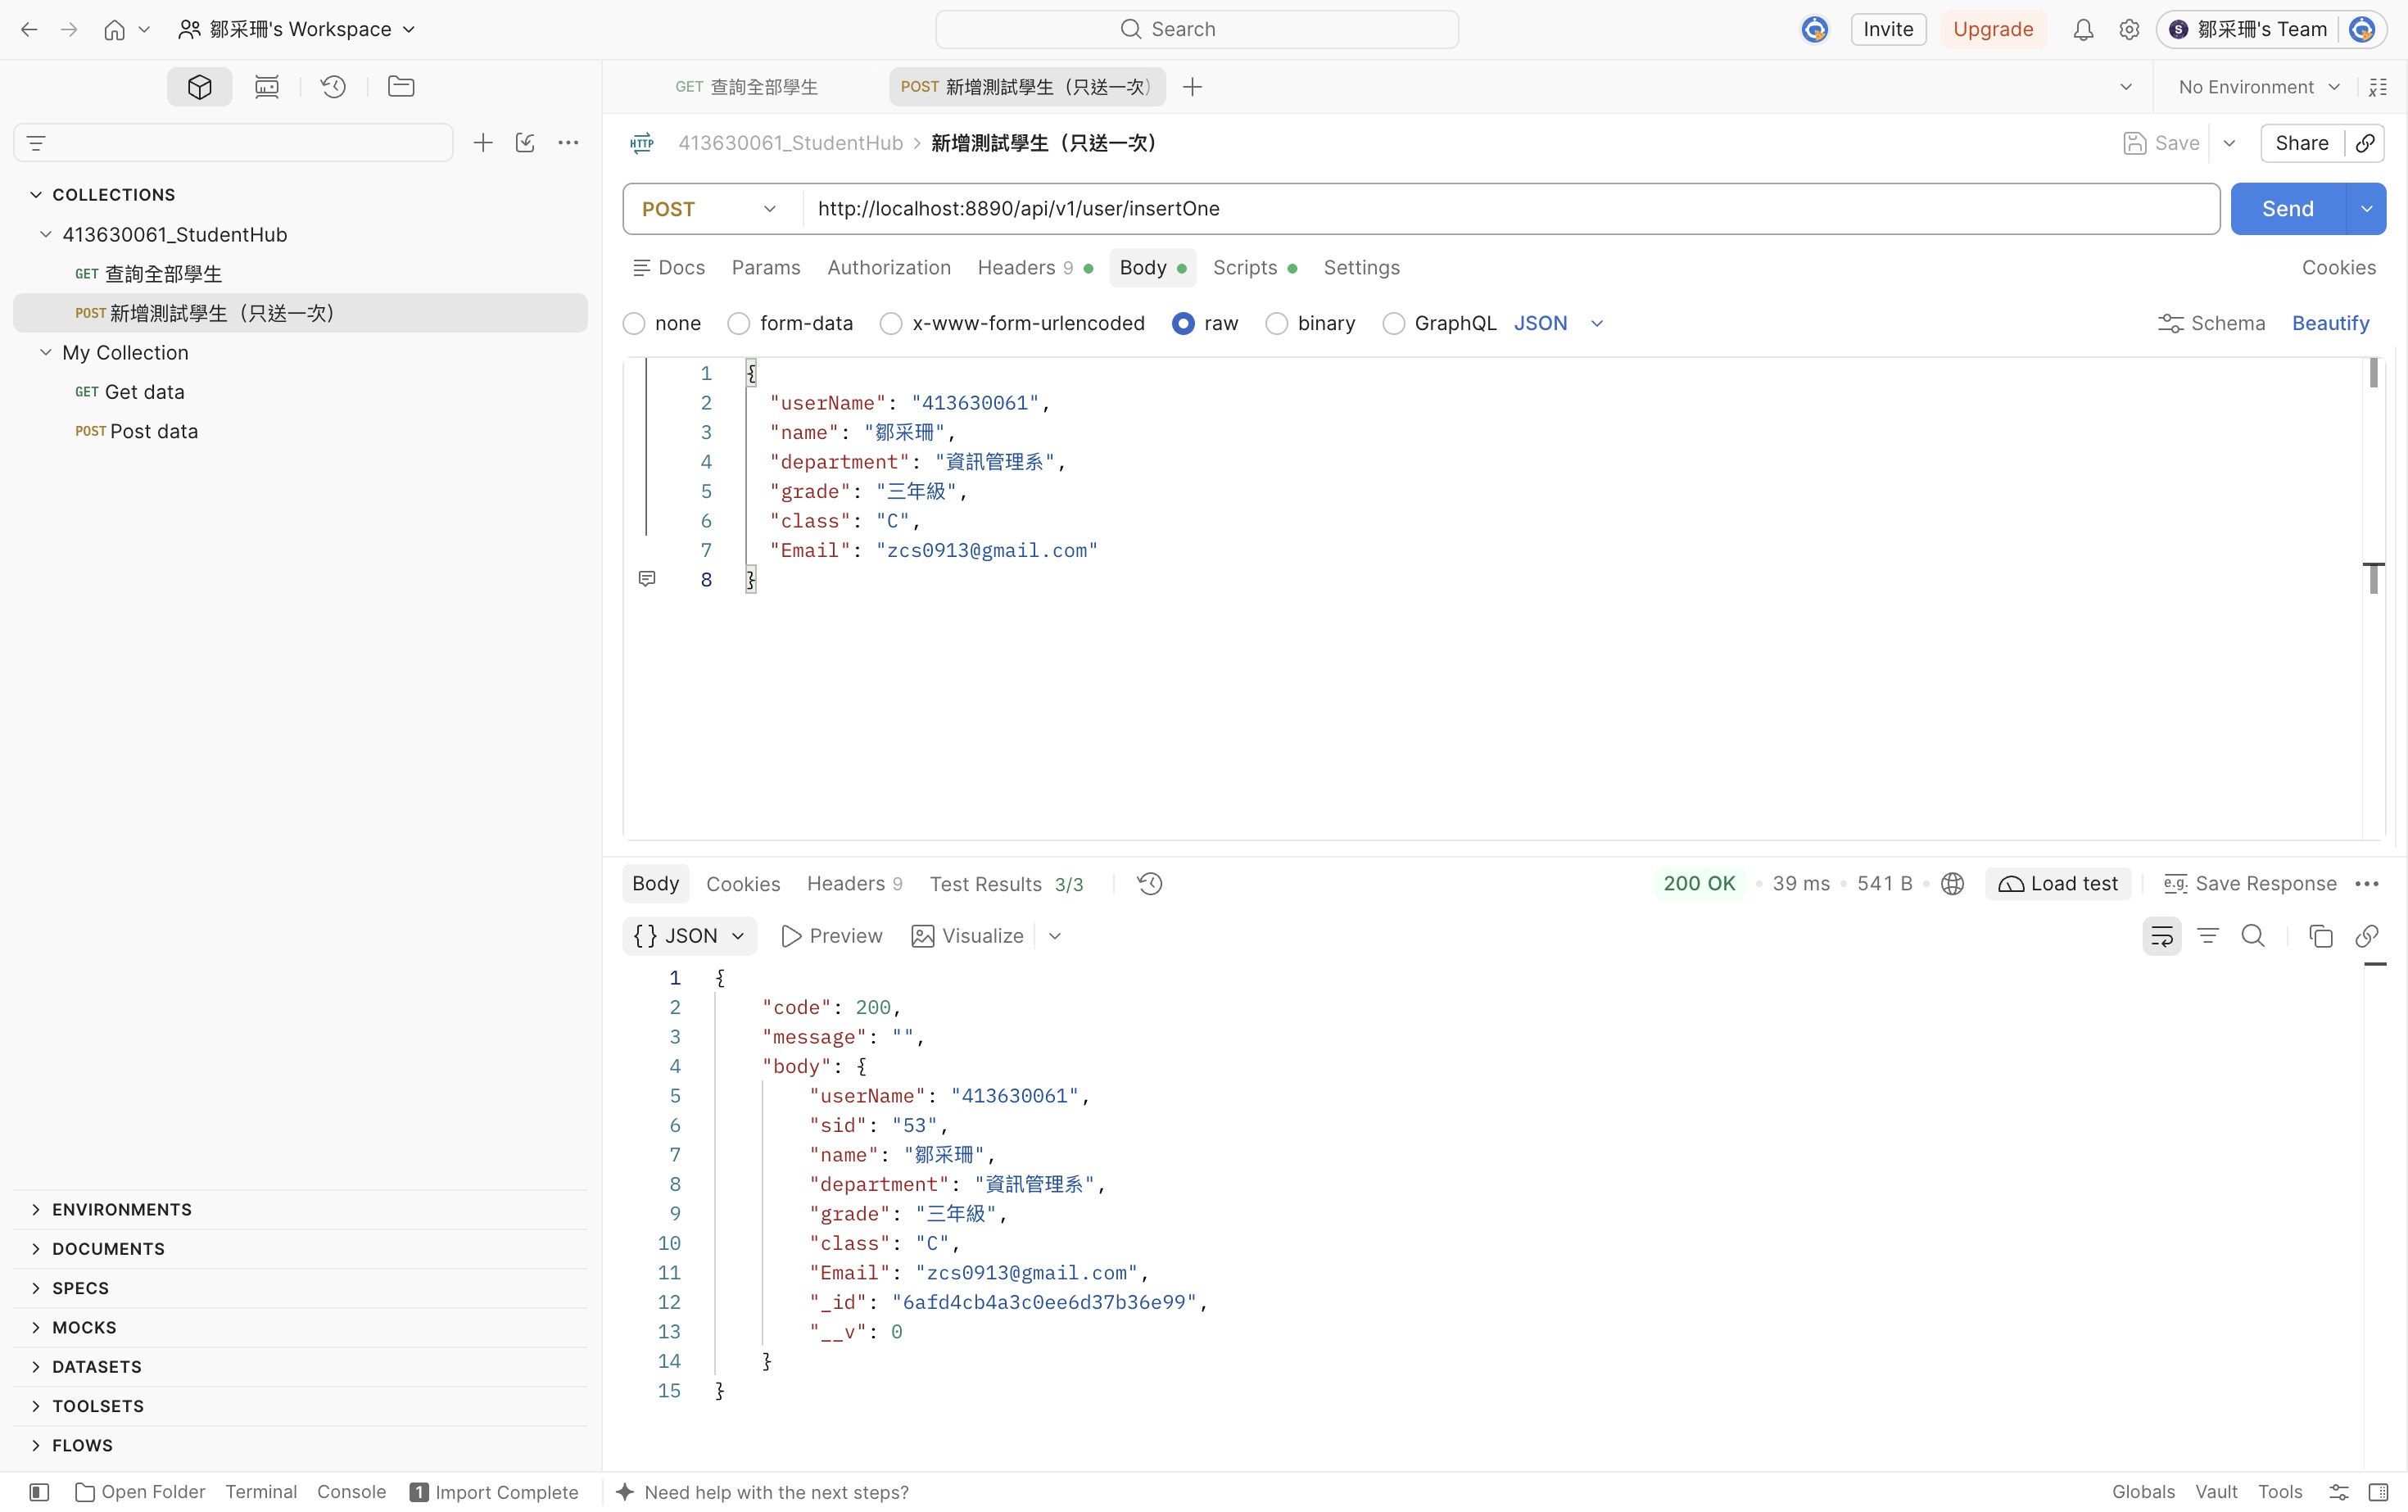 鄒采珊's Workspace
Search
Invite
Upgrade
S
鄒采珊's Team
GET 查詢全部學生
POST 新增測試學生（只送一次）
No Environment
HTTP
413630061_StudentHub > 新增測試學生（只送一次）
Save
Share
COLLECTIONS
413630061_StudentHub
GET 查詢全部學生
POST 新增測試學生（只送一次）
My Collection
GET Get data
POST Post data
POST
http://localhost:8890/api/v1/user/insertOne
Send
Docs
Params
Authorization
Headers 9
Body
Scripts
Settings
Cookies
none
form-data
x-www-form-urlencoded
raw
binary
GraphQL
JSON
Schema
Beautify
1 {
2 "userName": "413630061",
3 "name": "鄒采珊",
4 "department": "資訊管理系",
5 "grade": "三年級",
6 "class": "C",
7 "Email": "zcs0913@gmail.com"
8 }
Body
Cookies
Headers 9
Test Results 3/3
200 OK • 39 ms • 541 B •
Load test
e.g. Save Response
{} JSON
Preview
Visualize
1 {
2 "code": 200,
3 "message": "",
4 "body": {
5 "userName": "413630061",
6 "sid": "53",
7 "name": "鄒采珊",
8 "department": "資訊管理系",
9 "grade": "三年級",
10 "class": "C",
11 "Email": "zcs0913@gmail.com",
12 "_id": "6afd4cb4a3c0ee6d37b36e99",
13 "__v": 0
14 }
15 }
ENVIRONMENTS
DOCUMENTS
SPECS
MOCKS
DATASETS
TOOLSETS
FLOWS
Open Folder
Terminal
Console
1 Import Complete
Need help with the next steps?
Globals
Vault
Tools